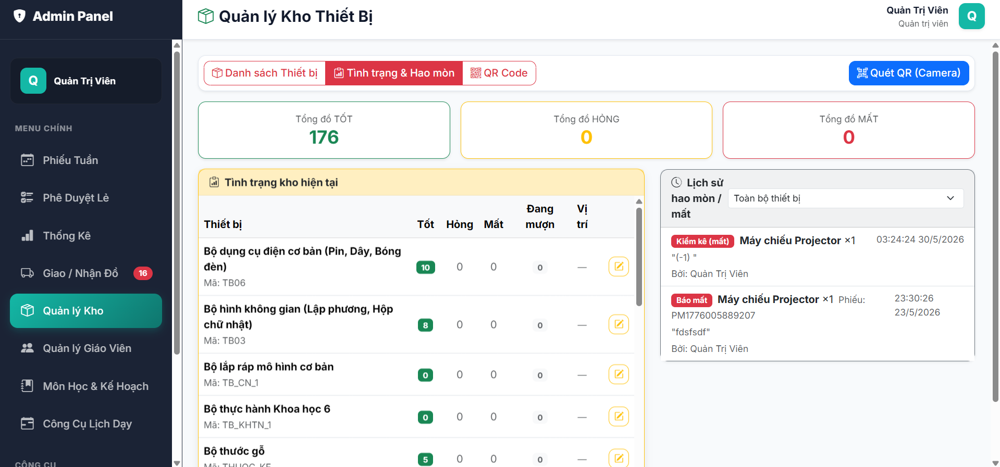 Admin Panel
Q
Quản Trị Viên
MENU CHÍNH
Phiếu Tuần
Phê Duyệt Lẻ
Thống Kê
Giao / Nhận Đồ 16
Quản lý Kho
Quản lý Giáo Viên
Môn Học & Kế Hoạch
Công Cụ Lịch Dạy
CÔNG CỤ
Quản lý Kho Thiết Bị
Quản Trị Viên
Quản trị viên
Q
Danh sách Thiết bị
Tình trạng & Hao mòn
QR Code
Quét QR (Camera)
Tổng đồ TỐT
176
Tổng đồ HỎNG
0
Tổng đồ MẤT
0
Tình trạng kho hiện tại
Thiết bị Tốt Hỏng Mất Đang mượn Vị trí
Bộ dụng cụ điện cơ bản (Pin, Dây, Bóng
đèn)
Mã: TB06
10 0 0 0 —
Bộ hình không gian (Lập phương, Hộp
chữ nhật)
Mã: TB03
8 0 0 0 —
Bộ lắp ráp mô hình cơ bản
Mã: TB_CN_1
0 0 0 0 —
Bộ thực hành Khoa học 6
Mã: TB_KHTN_1
0 0 0 0 —
Bộ thước gỗ
Mã: THUOC_KE
5 0 0 0 —
Lịch sử
hao mòn /
mất
Toàn bộ thiết bị
Kiểm kê (mất) Máy chiếu Projector ×1 03:24:24 30/5/2026
"(-1) "
Bởi: Quản Trị Viên
Báo mất Máy chiếu Projector ×1 Phiếu:
PM1776005889207
23:30:26
23/5/2026
"fdsfsdf"
Bởi: Quản Trị Viên